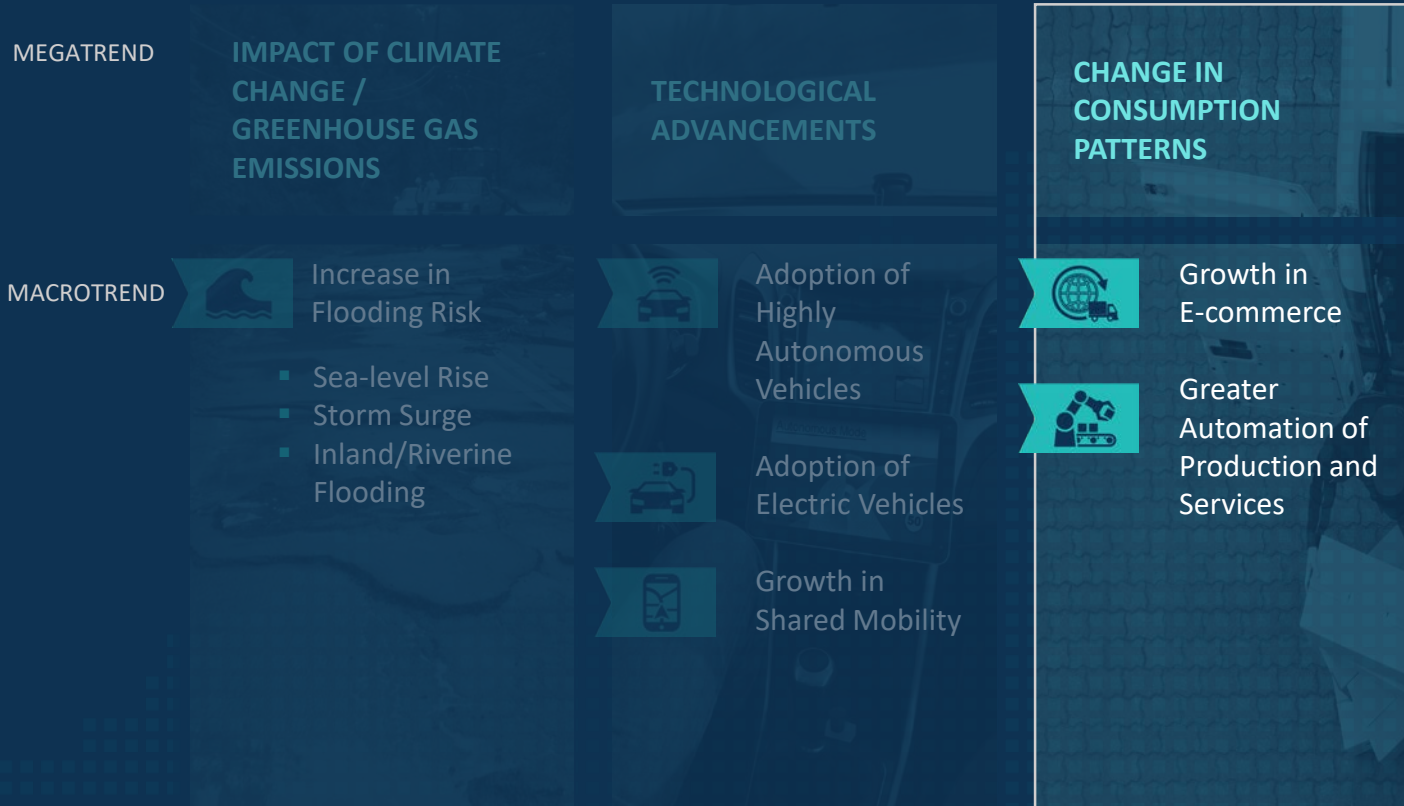 MEGATREND
IMPACT OF CLIMATE
CHANGE /
GREENHOUSE GAS
EMISSIONS
TECHNOLOGICAL
ADVANCEMENTS
CHANGE IN
CONSUMPTION
PATTERNS
MACROTREND
Increase in
Flooding Risk
▪ Sea-level Rise
▪ Storm Surge
▪ Inland/Riverine
Flooding
Adoption of
Highly
Autonomous
Vehicles
Adoption of
Electric Vehicles
Growth in
Shared Mobility
Growth in
E-commerce
Greater
Automation of
Production and
Services